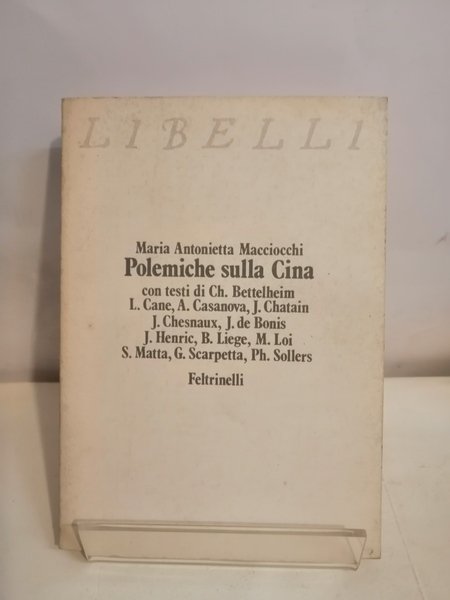 LIBELLI
Maria Antonietta Macciocchi
Polemiche sulla Cina
con testi di Ch. Bettelheim
L. Cane, A. Casanova, J. Chatain
J. Chesnaux, J. de Bonis
J. Henric, B. Liege, M. Loi
S. Matta, G. Scarpetta, Ph. Sollers
Feltrinelli